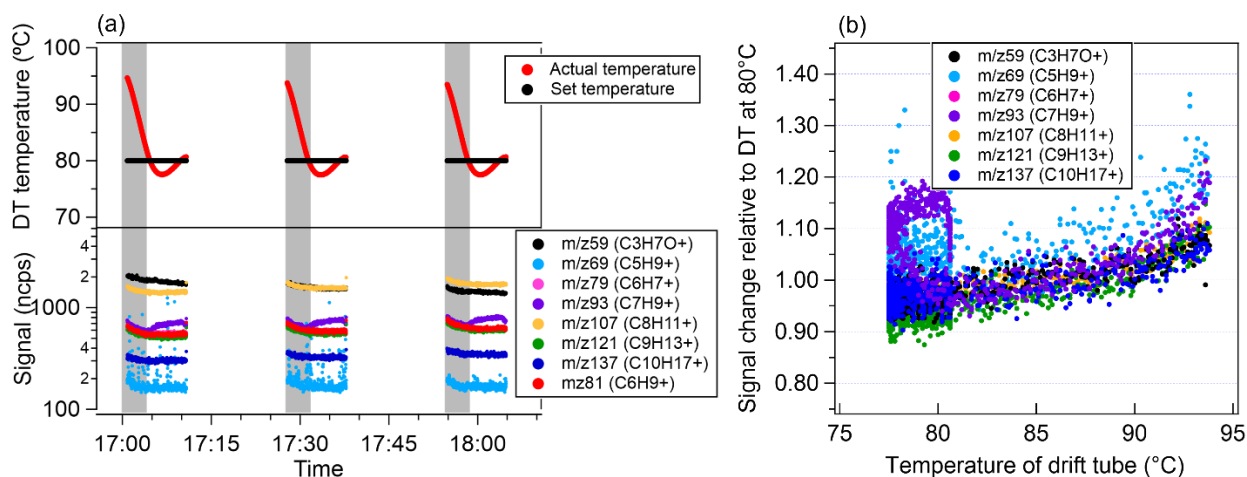 (a)
DT temperature (ºC)
100
90
80
70
Actual temperature
Set temperature
Signal (ncps)
4
2
1000
6
4
2
100
m/z59 (C3H7O+)
m/z69 (C5H9+)
m/z79 (C6H7+)
m/z93 (C7H9+)
m/z107 (C8H11+)
m/z121 (C9H13+)
m/z137 (C10H17+)
mz81 (C6H9+)
17:00
17:15
17:30
17:45
18:00
Time
(b)
Signal change relative to DT at 80°C
1.40
1.30
1.20
1.10
1.00
0.90
0.80
m/z59 (C3H7O+)
m/z69 (C5H9+)
m/z79 (C6H7+)
m/z93 (C7H9+)
m/z107 (C8H11+)
m/z121 (C9H13+)
m/z137 (C10H17+)
75
80
85
90
95
Temperature of drift tube (°C)